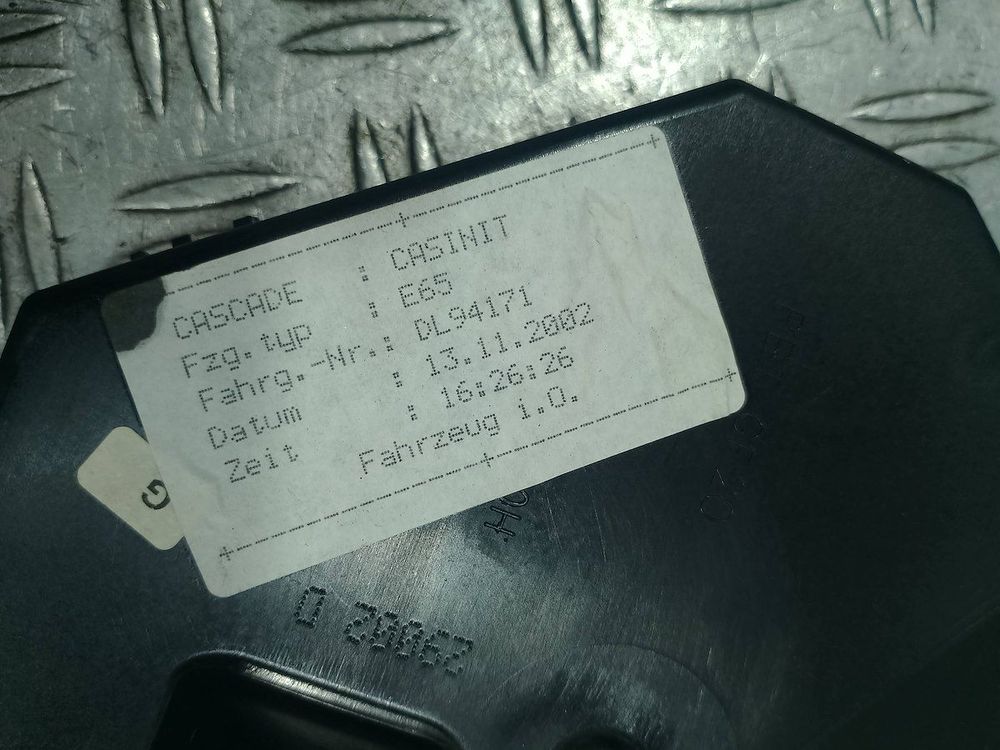 CASCADE : CASINIT
Fzg.typ : E65
Fahrg.-Nr.: DL94171
Datum : 13.11.2002
Zeit : 16:26:26
Fahrzeug i.O.
G